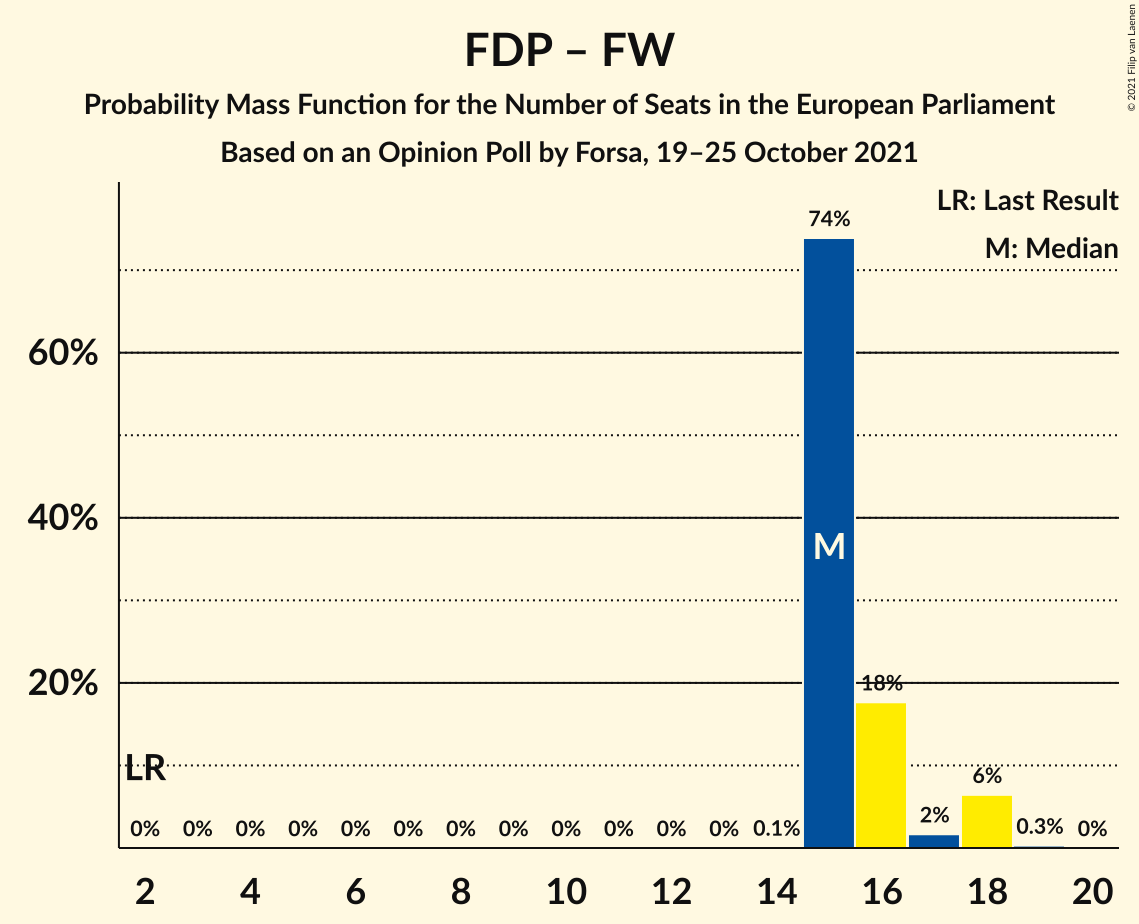 FDP – FW
Probability Mass Function for the Number of Seats in the European Parliament
Based on an Opinion Poll by Forsa, 19–25 October 2021
© 2021 Filip van Laenen
LR: Last Result
M: Median
74%
60%
40%
M
20%
18%
LR
6%
0% 0% 0% 0% 0% 0% 0% 0% 0% 0% 0% 0% 0.1% 2% 0.3% 0%
2 4 6 8 10 12 14 16 18 20